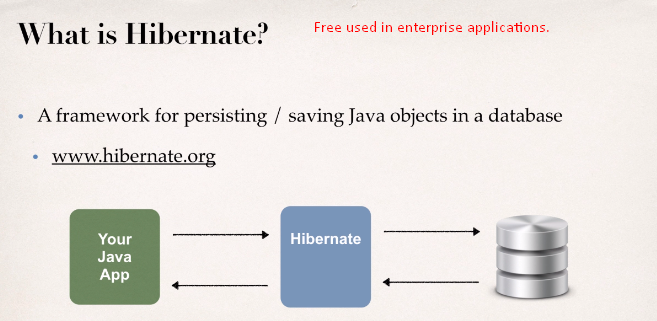 What is Hibernate?
Free used in enterprise applications.
• A framework for persisting / saving Java objects in a database
• www.hibernate.org
Your
Java
App
Hibernate